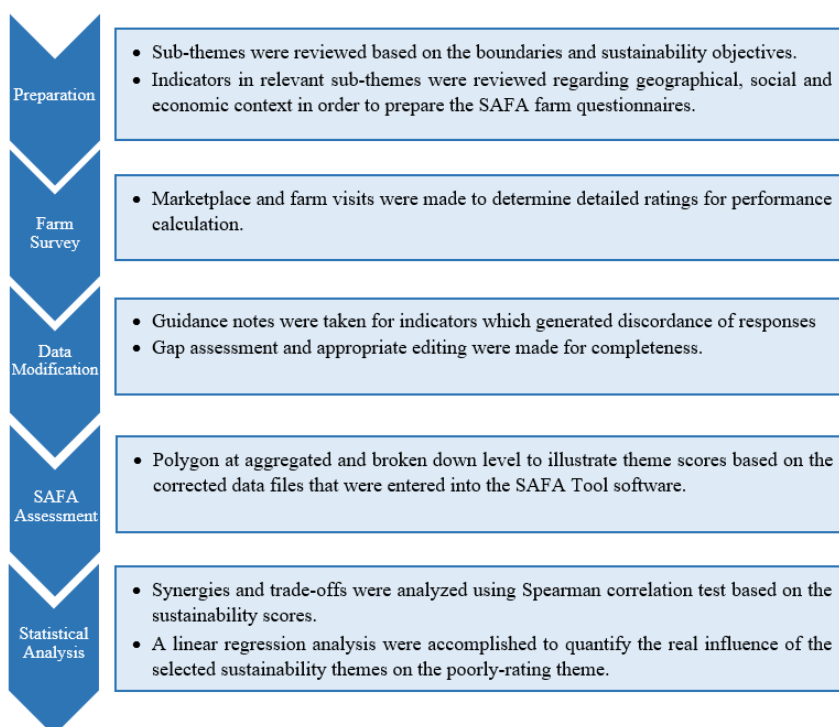 Preparation
• Sub-themes were reviewed based on the boundaries and sustainability objectives.
• Indicators in relevant sub-themes were reviewed regarding geographical, social and
economic context in order to prepare the SAFA farm questionnaires.
Farm
Survey
• Marketplace and farm visits were made to determine detailed ratings for performance
calculation.
Data
Modification
• Guidance notes were taken for indicators which generated discordance of responses
• Gap assessment and appropriate editing were made for completeness.
SAFA
Assessment
• Polygon at aggregated and broken down level to illustrate theme scores based on the
corrected data files that were entered into the SAFA Tool software.
Statistical
Analysis
• Synergies and trade-offs were analyzed using Spearman correlation test based on the
sustainability scores.
• A linear regression analysis were accomplished to quantify the real influence of the
selected sustainability themes on the poorly-rating theme.